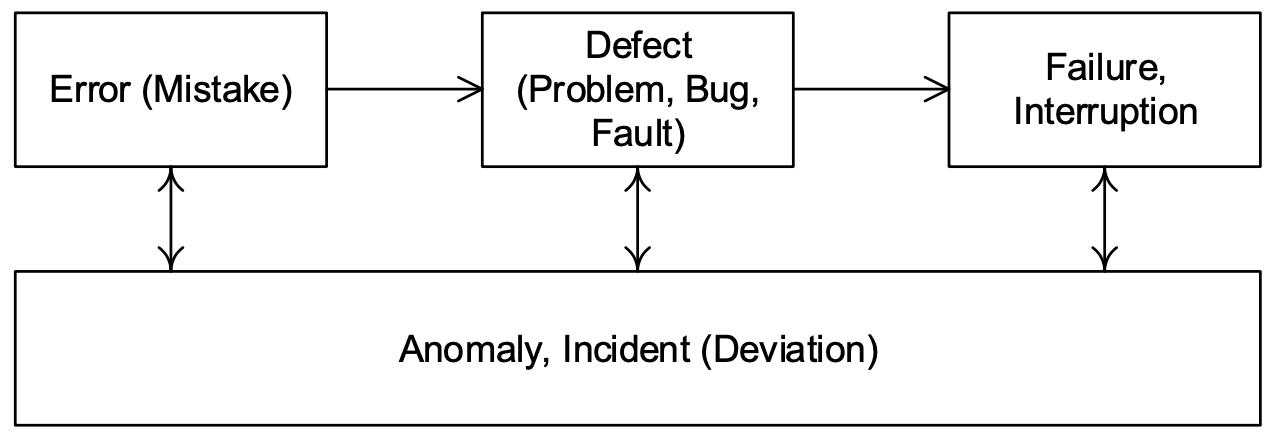 Error (Mistake)
Defect
(Problem, Bug,
Fault)
Failure,
Interruption
Anomaly, Incident (Deviation)